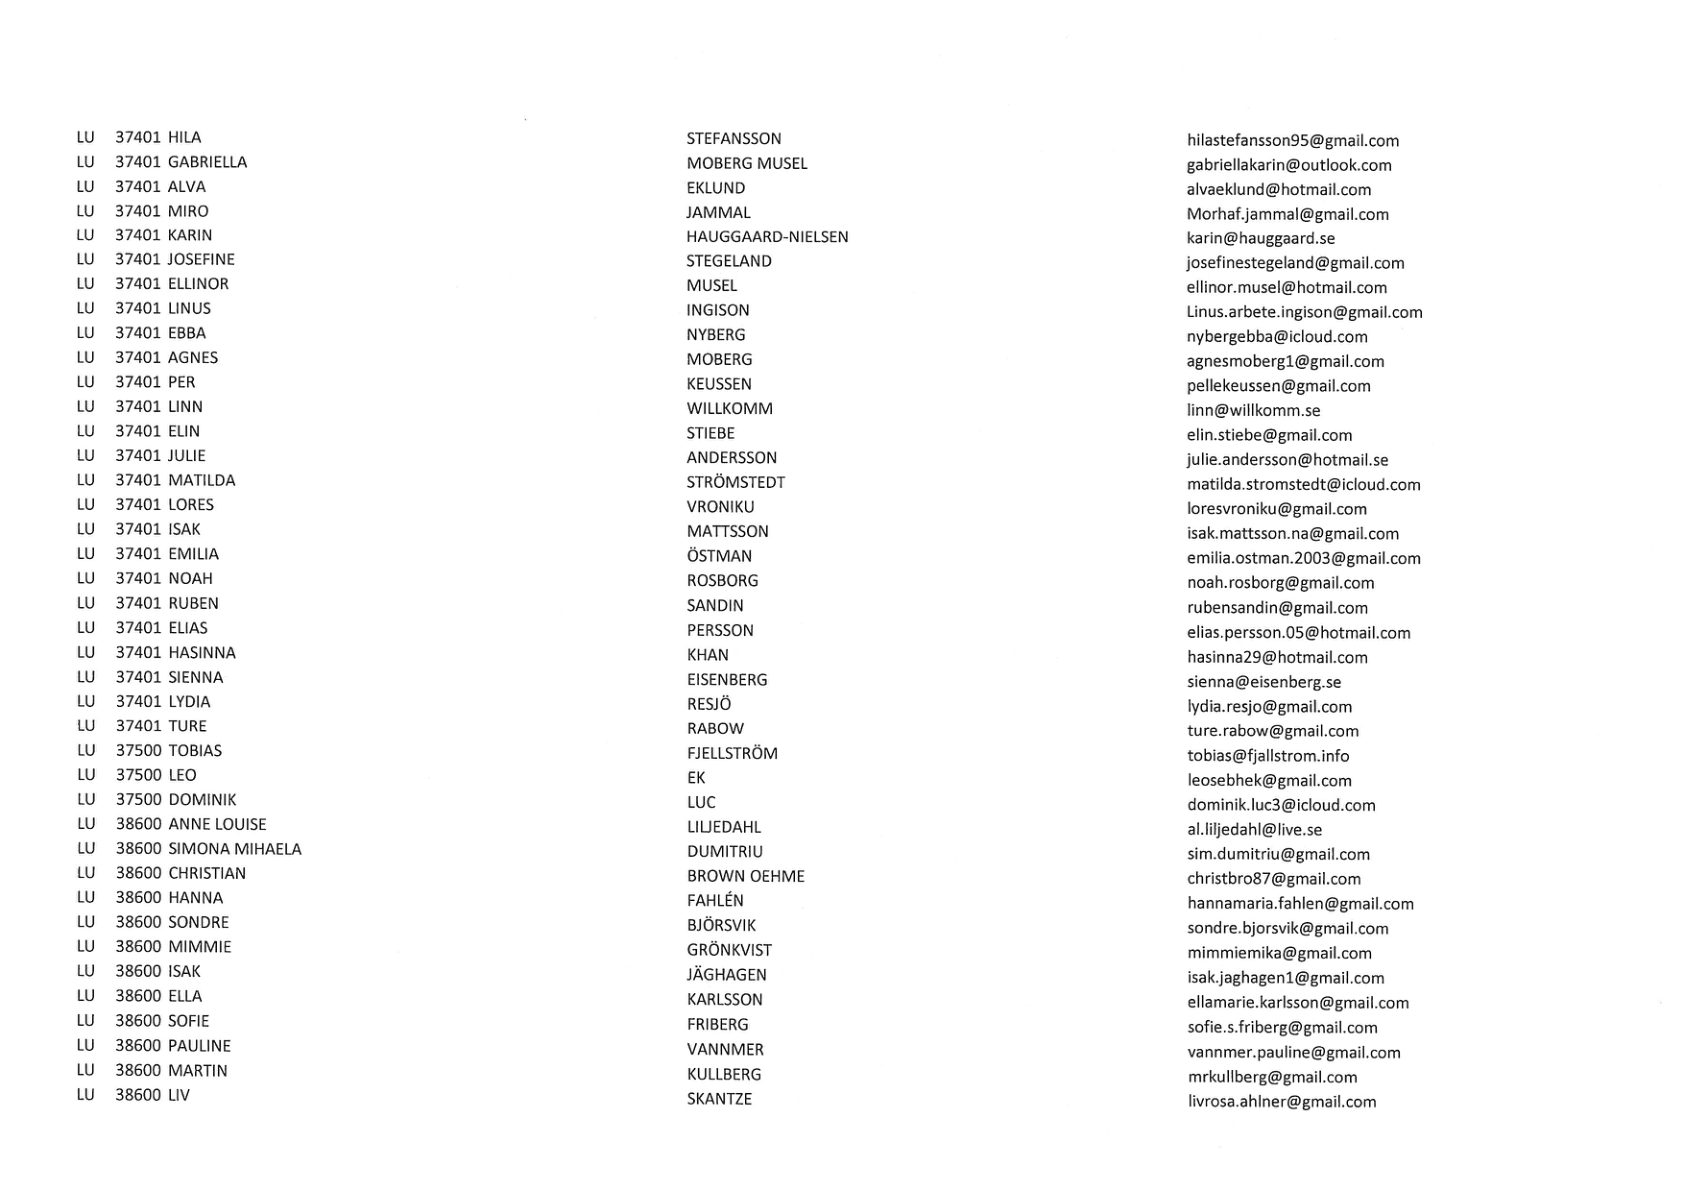 LU 37401 HILA STEFANSSON hilastefansson95@gmail.com
LU 37401 GABRIELLA MOBERG MUSEL gabriellakarin@outlook.com
LU 37401 ALVA EKLUND alvaeklund@hotmail.com
LU 37401 MIRO JAMMAL Morhaf.jammal@gmail.com
LU 37401 KARIN HAUGGAARD-NIELSEN karin@hauggaard.se
LU 37401 JOSEFINE STEGELAND josefinestegeland@gmail.com
LU 37401 ELLINOR MUSEL ellinor.musel@hotmail.com
LU 37401 LINUS INGISON Linus.arbete.ingison@gmail.com
LU 37401 EBBA NYBERG nybergebba@icloud.com
LU 37401 AGNES MOBERG agnesmoberg1@gmail.com
LU 37401 PER KEUSSEN pellekeussen@gmail.com
LU 37401 LINN WILLKOMM linn@willkomm.se
LU 37401 ELIN STIEBE elin.stiebe@gmail.com
LU 37401 JULIE ANDERSSON julie.andersson@hotmail.se
LU 37401 MATILDA STRÖMSTEDT matilda.stromstedt@icloud.com
LU 37401 LORES VRONIKU loresvroniku@gmail.com
LU 37401 ISAK MATTSSON isak.mattsson.na@gmail.com
LU 37401 EMILIA ÖSTMAN emilia.ostman.2003@gmail.com
LU 37401 NOAH ROSBORG noah.rosborg@gmail.com
LU 37401 RUBEN SANDIN rubensandin@gmail.com
LU 37401 ELIAS PERSSON elias.persson.05@hotmail.com
LU 37401 HASINNA KHAN hasinna29@hotmail.com
LU 37401 SIENNA EISENBERG sienna@eisenberg.se
LU 37401 LYDIA RESJÖ lydia.resjo@gmail.com
LU 37401 TURE RABOW ture.rabow@gmail.com
LU 37500 TOBIAS FJELLSTRÖM tobias@fjallstrom.info
LU 37500 LEO EK leosebhek@gmail.com
LU 37500 DOMINIK LUC dominik.luc3@icloud.com
LU 38600 ANNE LOUISE LILJEDAHL al.liljedahl@live.se
LU 38600 SIMONA MIHAELA DUMITRIU sim.dumitriu@gmail.com
LU 38600 CHRISTIAN BROWN OEHME christbro87@gmail.com
LU 38600 HANNA FAHLÉN hannamaria.fahlen@gmail.com
LU 38600 SONDRE BJÖRSVIK sondre.bjorsvik@gmail.com
LU 38600 MIMMIE GRÖNKVIST mimmiemika@gmail.com
LU 38600 ISAK JÄGHAGEN isak.jaghagen1@gmail.com
LU 38600 ELLA KARLSSON ellamarie.karlsson@gmail.com
LU 38600 SOFIE FRIBERG sofie.s.friberg@gmail.com
LU 38600 PAULINE VANNMER vannmer.pauline@gmail.com
LU 38600 MARTIN KULLBERG mrkullberg@gmail.com
LU 38600 LIV SKANTZE livrosa.ahlner@gmail.com